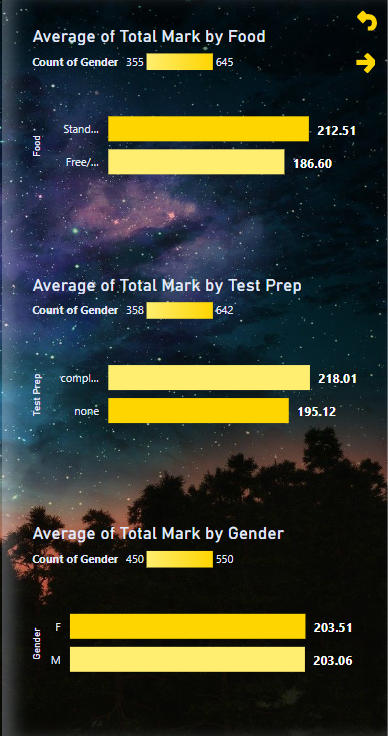 Average of Total Mark by Food
Count of Gender 355 645
Food
Stand... 212.51
Free/... 186.60
Average of Total Mark by Test Prep
Count of Gender 358 642
Test Prep
compl... 218.01
none 195.12
Average of Total Mark by Gender
Count of Gender 450 550
Gender
F 203.51
M 203.06